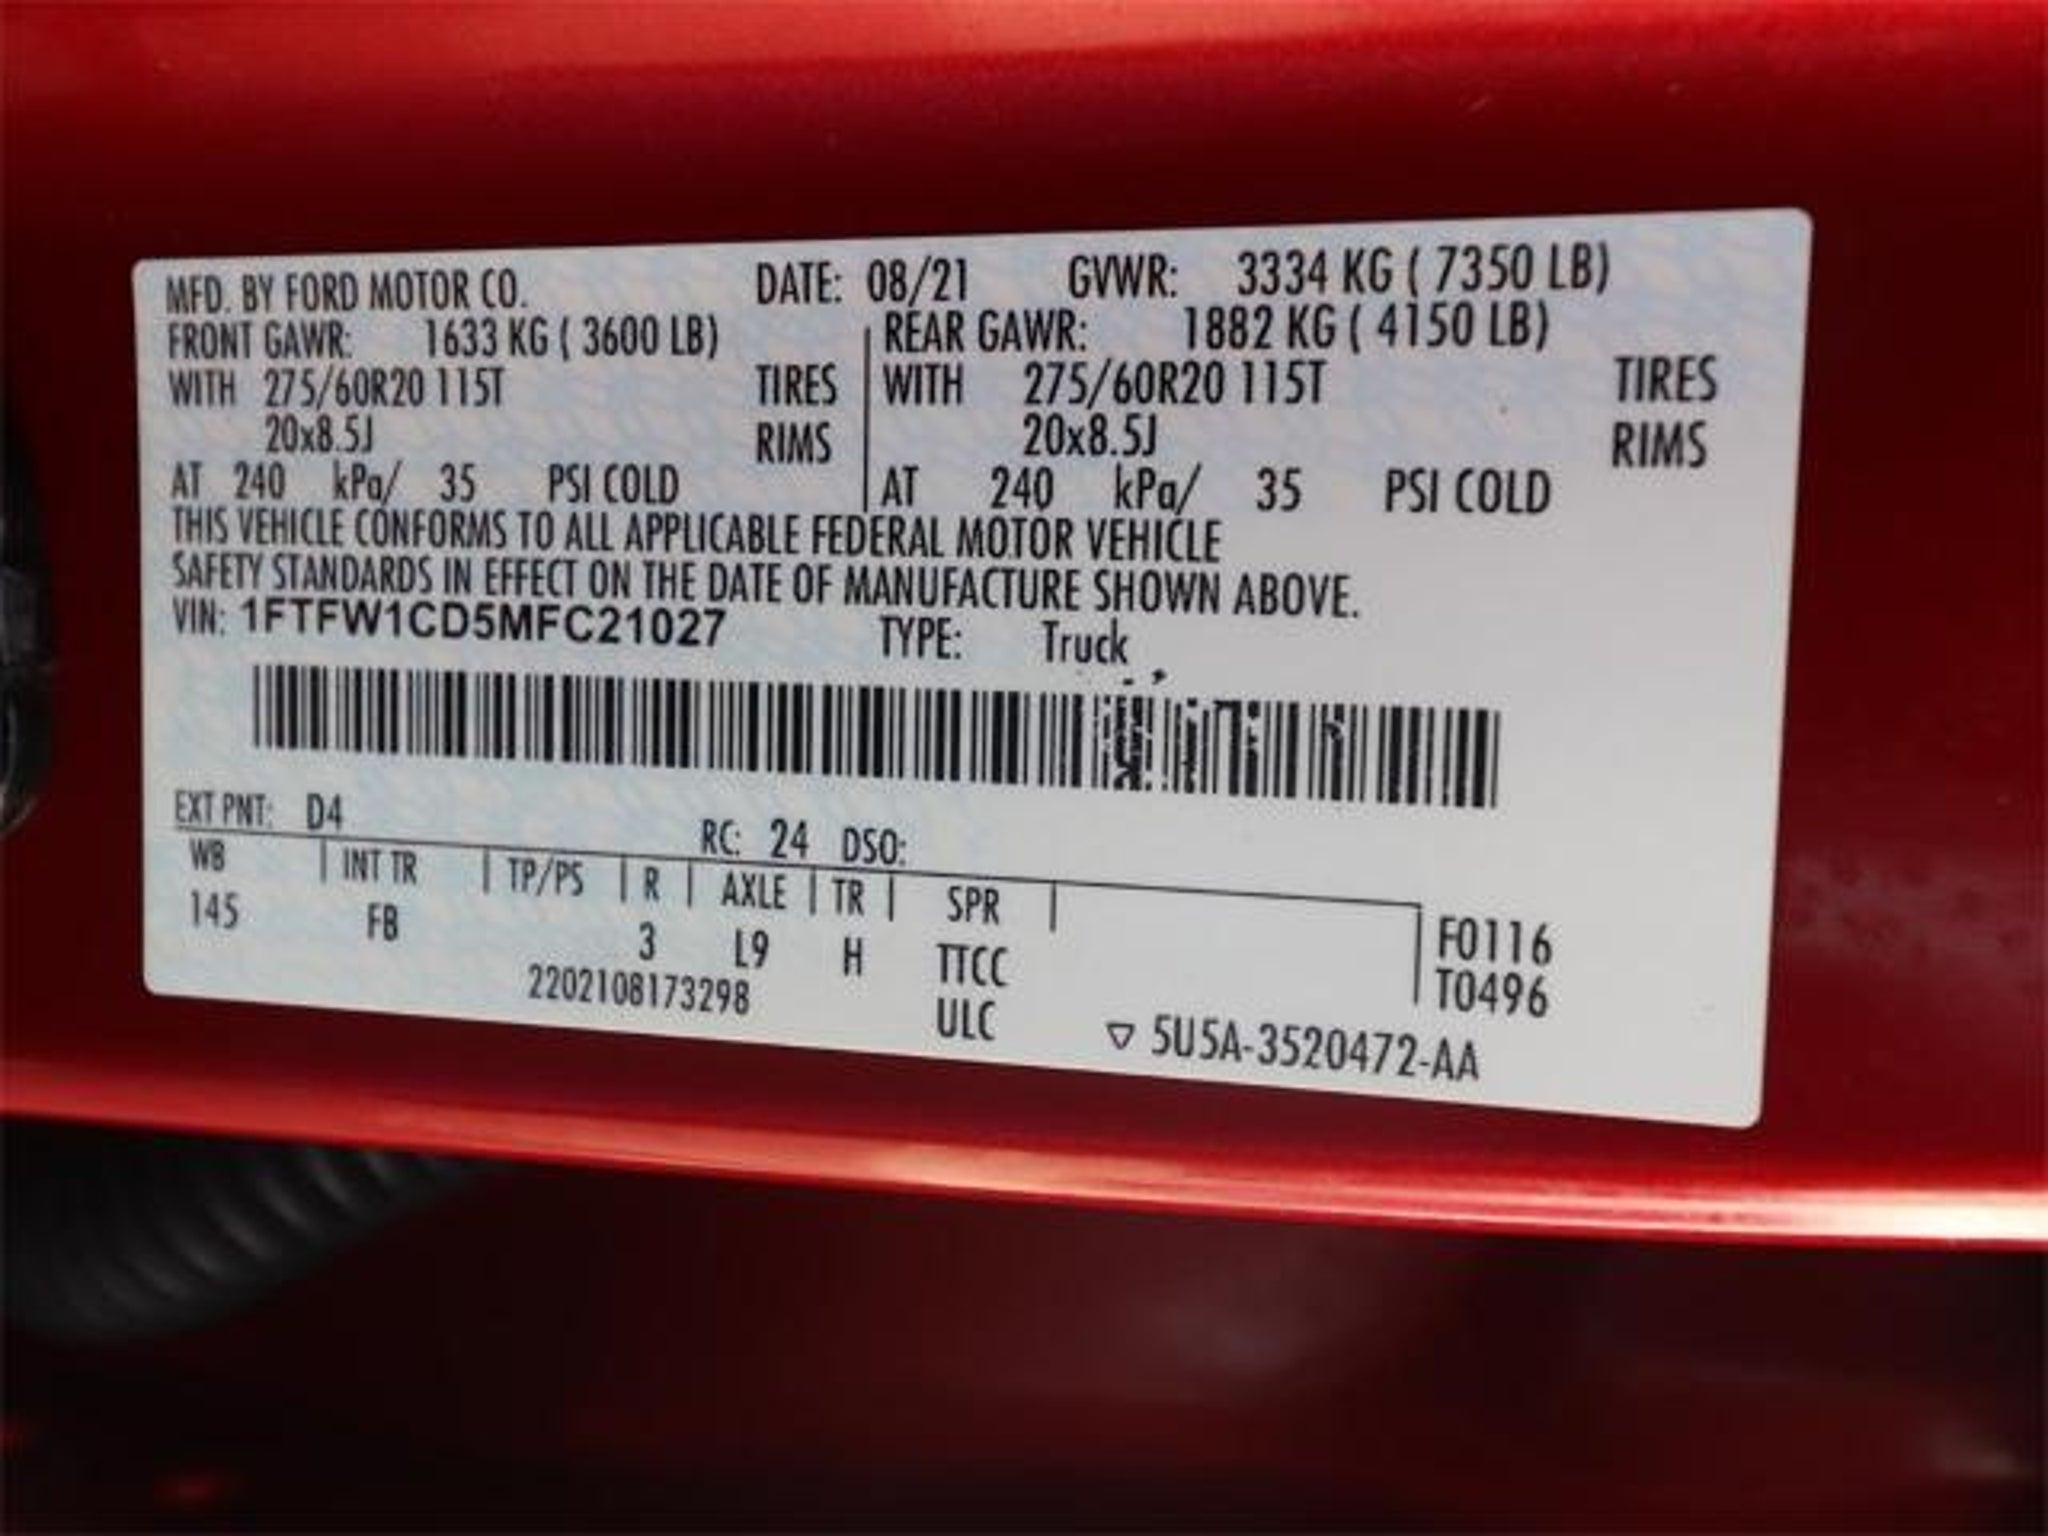 MFD. BY FORD MOTOR CO. DATE: 08/21 GVWR: 3334 KG ( 7350 LB)
FRONT GAWR: 1633 KG ( 3600 LB) REAR GAWR: 1882 KG ( 4150 LB)
WITH 275/60R20 115T TIRES WITH 275/60R20 115T TIRES
20x8.5J RIMS 20x8.5J RIMS
AT 240 kPa/ 35 PSI COLD AT 240 kPa/ 35 PSI COLD
THIS VEHICLE CONFORMS TO ALL APPLICABLE FEDERAL MOTOR VEHICLE
SAFETY STANDARDS IN EFFECT ON THE DATE OF MANUFACTURE SHOWN ABOVE.
VIN: 1FTFW1CD5MFC21027 TYPE: Truck
EXT PNT: D4 RC: 24 DSO:
WB INT TR TP/PS R AXLE TR SPR
145 FB 3 L9 H TTCC F0116
2202108173298 ULC T0496
▽ 5U5A-3520472-AA